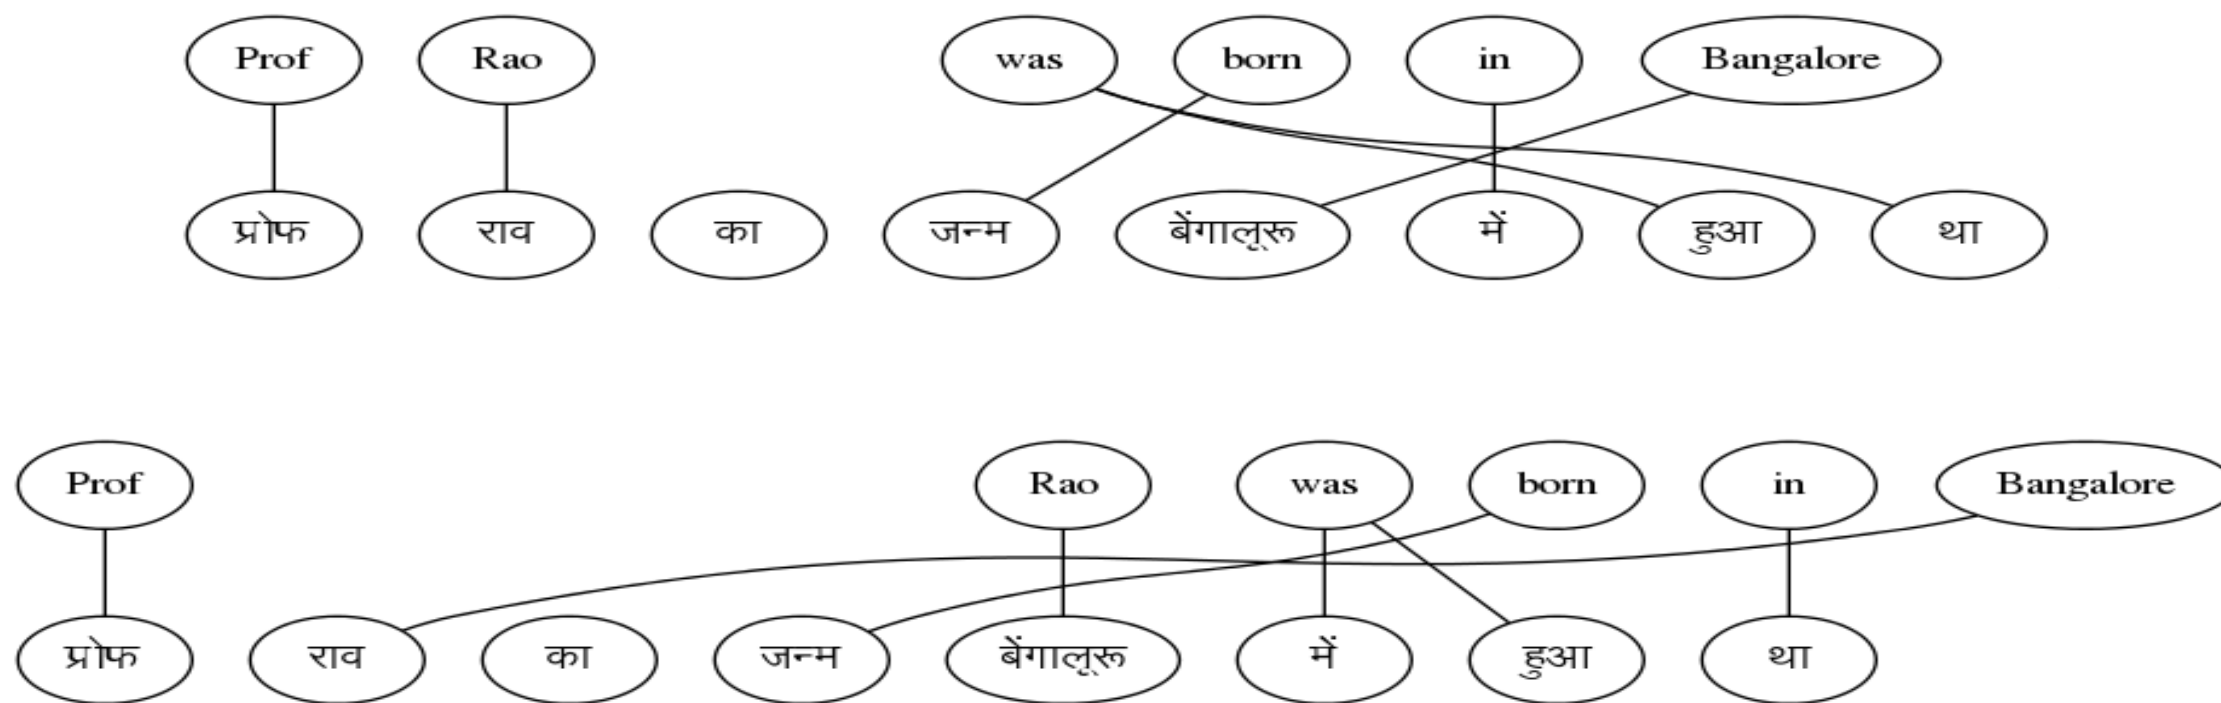 Prof Rao was born in Bangalore
प्रोफ राव का जन्म बेंगालूरू में हुआ था
Prof Rao was born in Bangalore
प्रोफ राव का जन्म बेंगालूरू में हुआ था